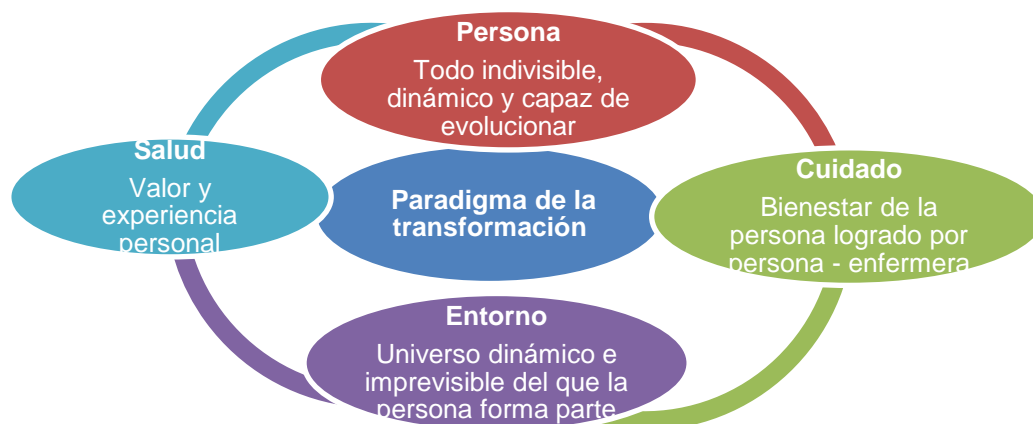 Persona
Todo indivisible,
dinámico y capaz de
evolucionar
Salud
Valor y
experiencia
personal
Paradigma de la
transformación
Cuidado
Bienestar de la
persona logrado por
persona - enfermera
Entorno
Universo dinámico e
imprevisible del que la
persona forma parte